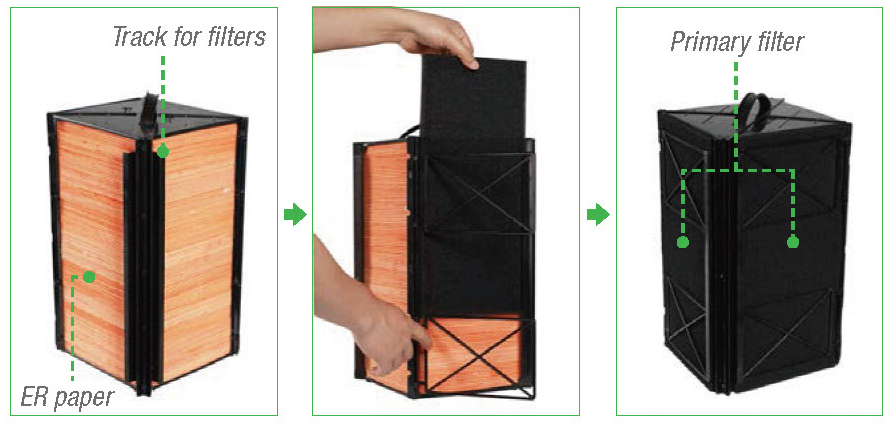 Track for filters
ER paper
Primary filter